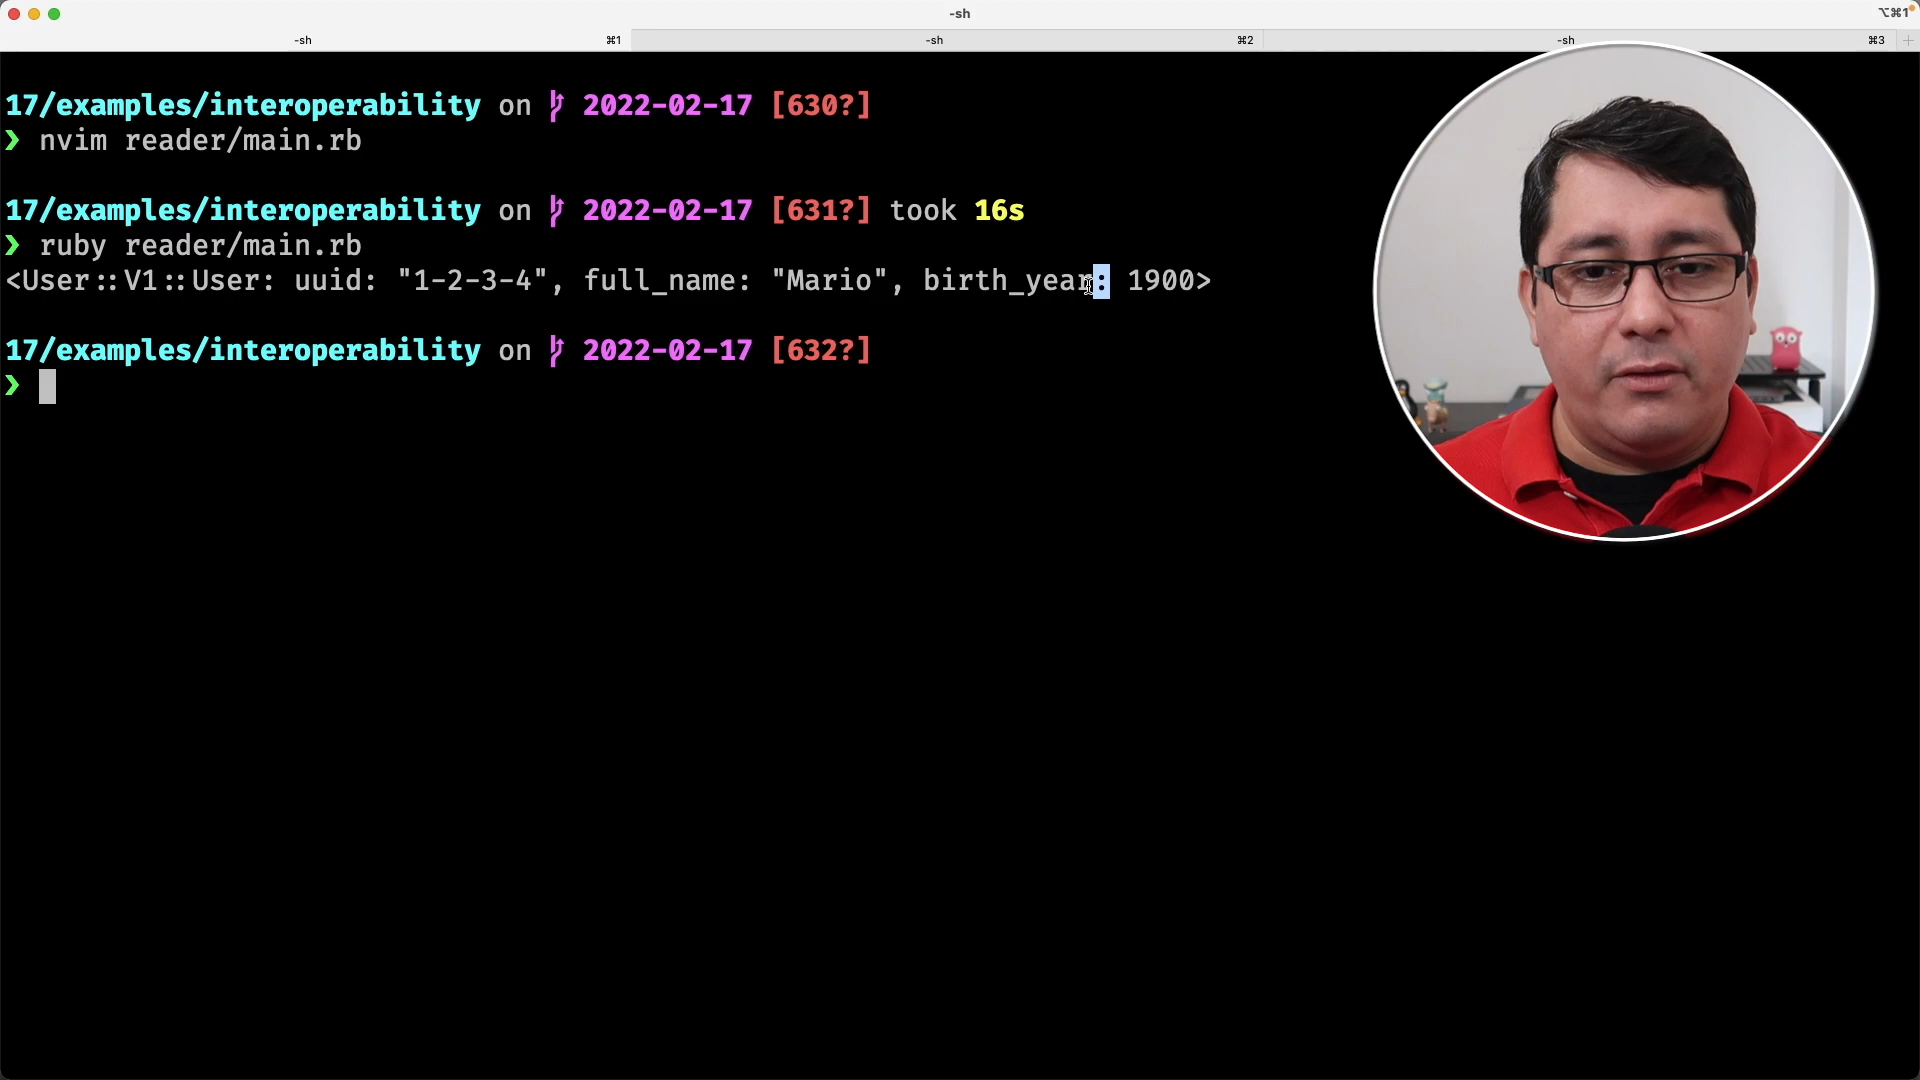 -sh
⌥⌘1
-sh ⌘1 -sh ⌘2 -sh ⌘3
17/examples/interoperability on 2022-02-17 [630?]
❯ nvim reader/main.rb
17/examples/interoperability on 2022-02-17 [631?] took 16s
❯ ruby reader/main.rb
<User::V1::User: uuid: "1-2-3-4", full_name: "Mario", birth_year: 1900>
17/examples/interoperability on 2022-02-17 [632?]
❯